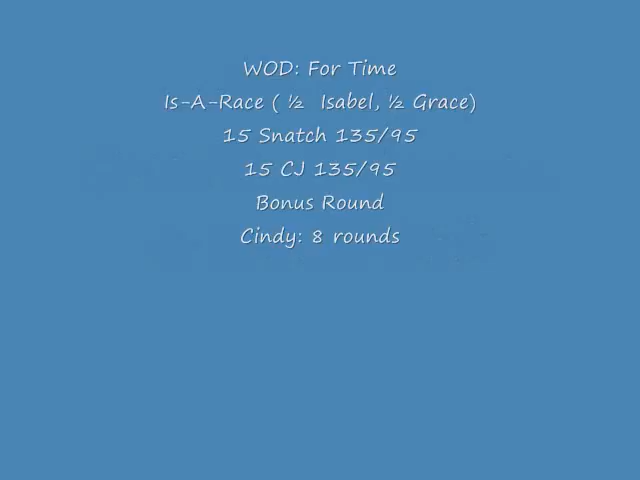 WOD: For Time
Is-A-Race ( ½  Isabel, ½ Grace)
15 Snatch 135/95
15 CJ 135/95
Bonus Round
Cindy: 8 rounds